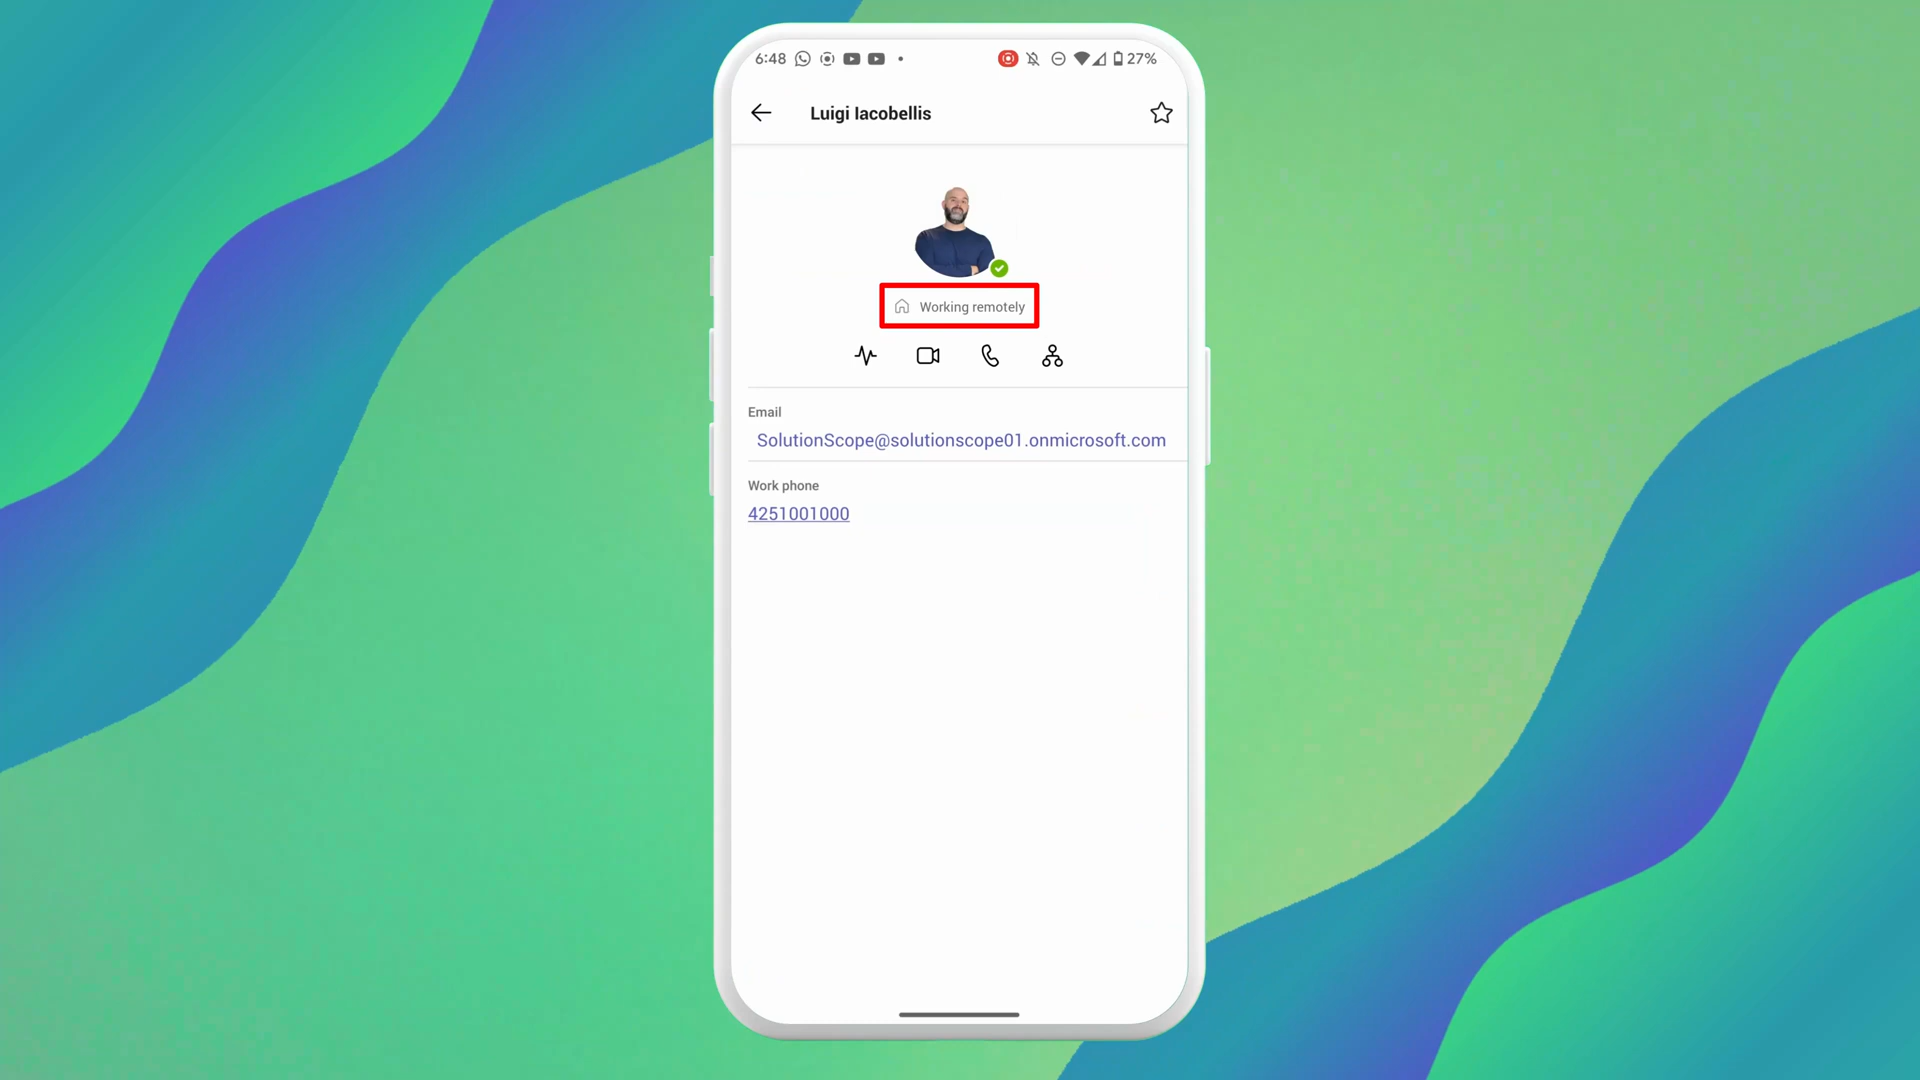 6:48
27%
Luigi Iacobellis
Working remotely
Email
SolutionScope@solutionscope01.onmicrosoft.com
Work phone
4251001000